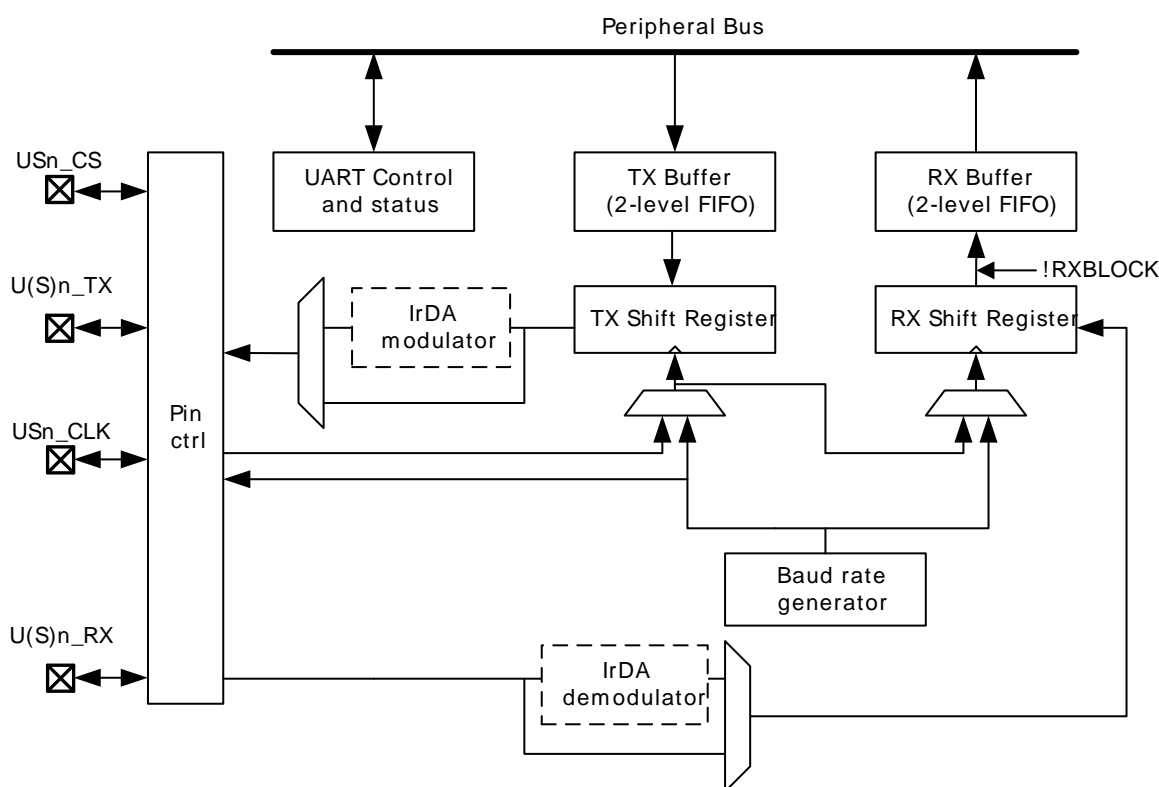 Peripheral Bus
USn_CS
UART Control
and status
TX Buffer
(2-level FIFO)
RX Buffer
(2-level FIFO)
!RXBLOCK
U(S)n_TX
IrDA
modulator
TX Shift Register
RX Shift Register
Pin
ctrl
USn_CLK
Baud rate
generator
U(S)n_RX
IrDA
demodulator